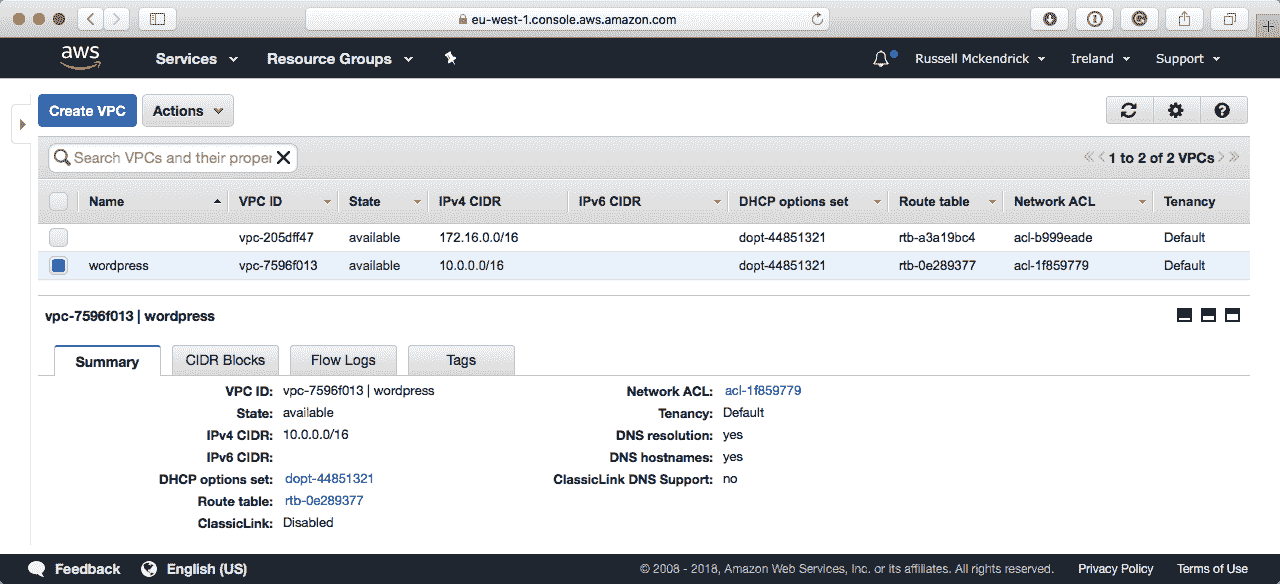 eu-west-1.console.aws.amazon.com
aws Services Resource Groups Russell Mckendrick Ireland Support
Create VPC Actions
Search VPCs and their proper 1 to 2 of 2 VPCs
Name VPC ID State IPv4 CIDR IPv6 CIDR DHCP options set Route table Network ACL Tenancy
vpc-205dff47 available 172.16.0.0/16 dopt-44851321 rtb-a3a19bc4 acl-b999eade Default
wordpress vpc-7596f013 available 10.0.0.0/16 dopt-44851321 rtb-0e289377 acl-1f859779 Default
vpc-7596f013 | wordpress
Summary CIDR Blocks Flow Logs Tags
VPC ID: vpc-7596f013 | wordpress Network ACL: acl-1f859779
State: available Tenancy: Default
IPv4 CIDR: 10.0.0.0/16 DNS resolution: yes
IPv6 CIDR: DNS hostnames: yes
DHCP options set: dopt-44851321 ClassicLink DNS Support: no
Route table: rtb-0e289377
ClassicLink: Disabled
Feedback English (US) © 2008 - 2018, Amazon Web Services, Inc. or its affiliates. All rights reserved. Privacy Policy Terms of Use